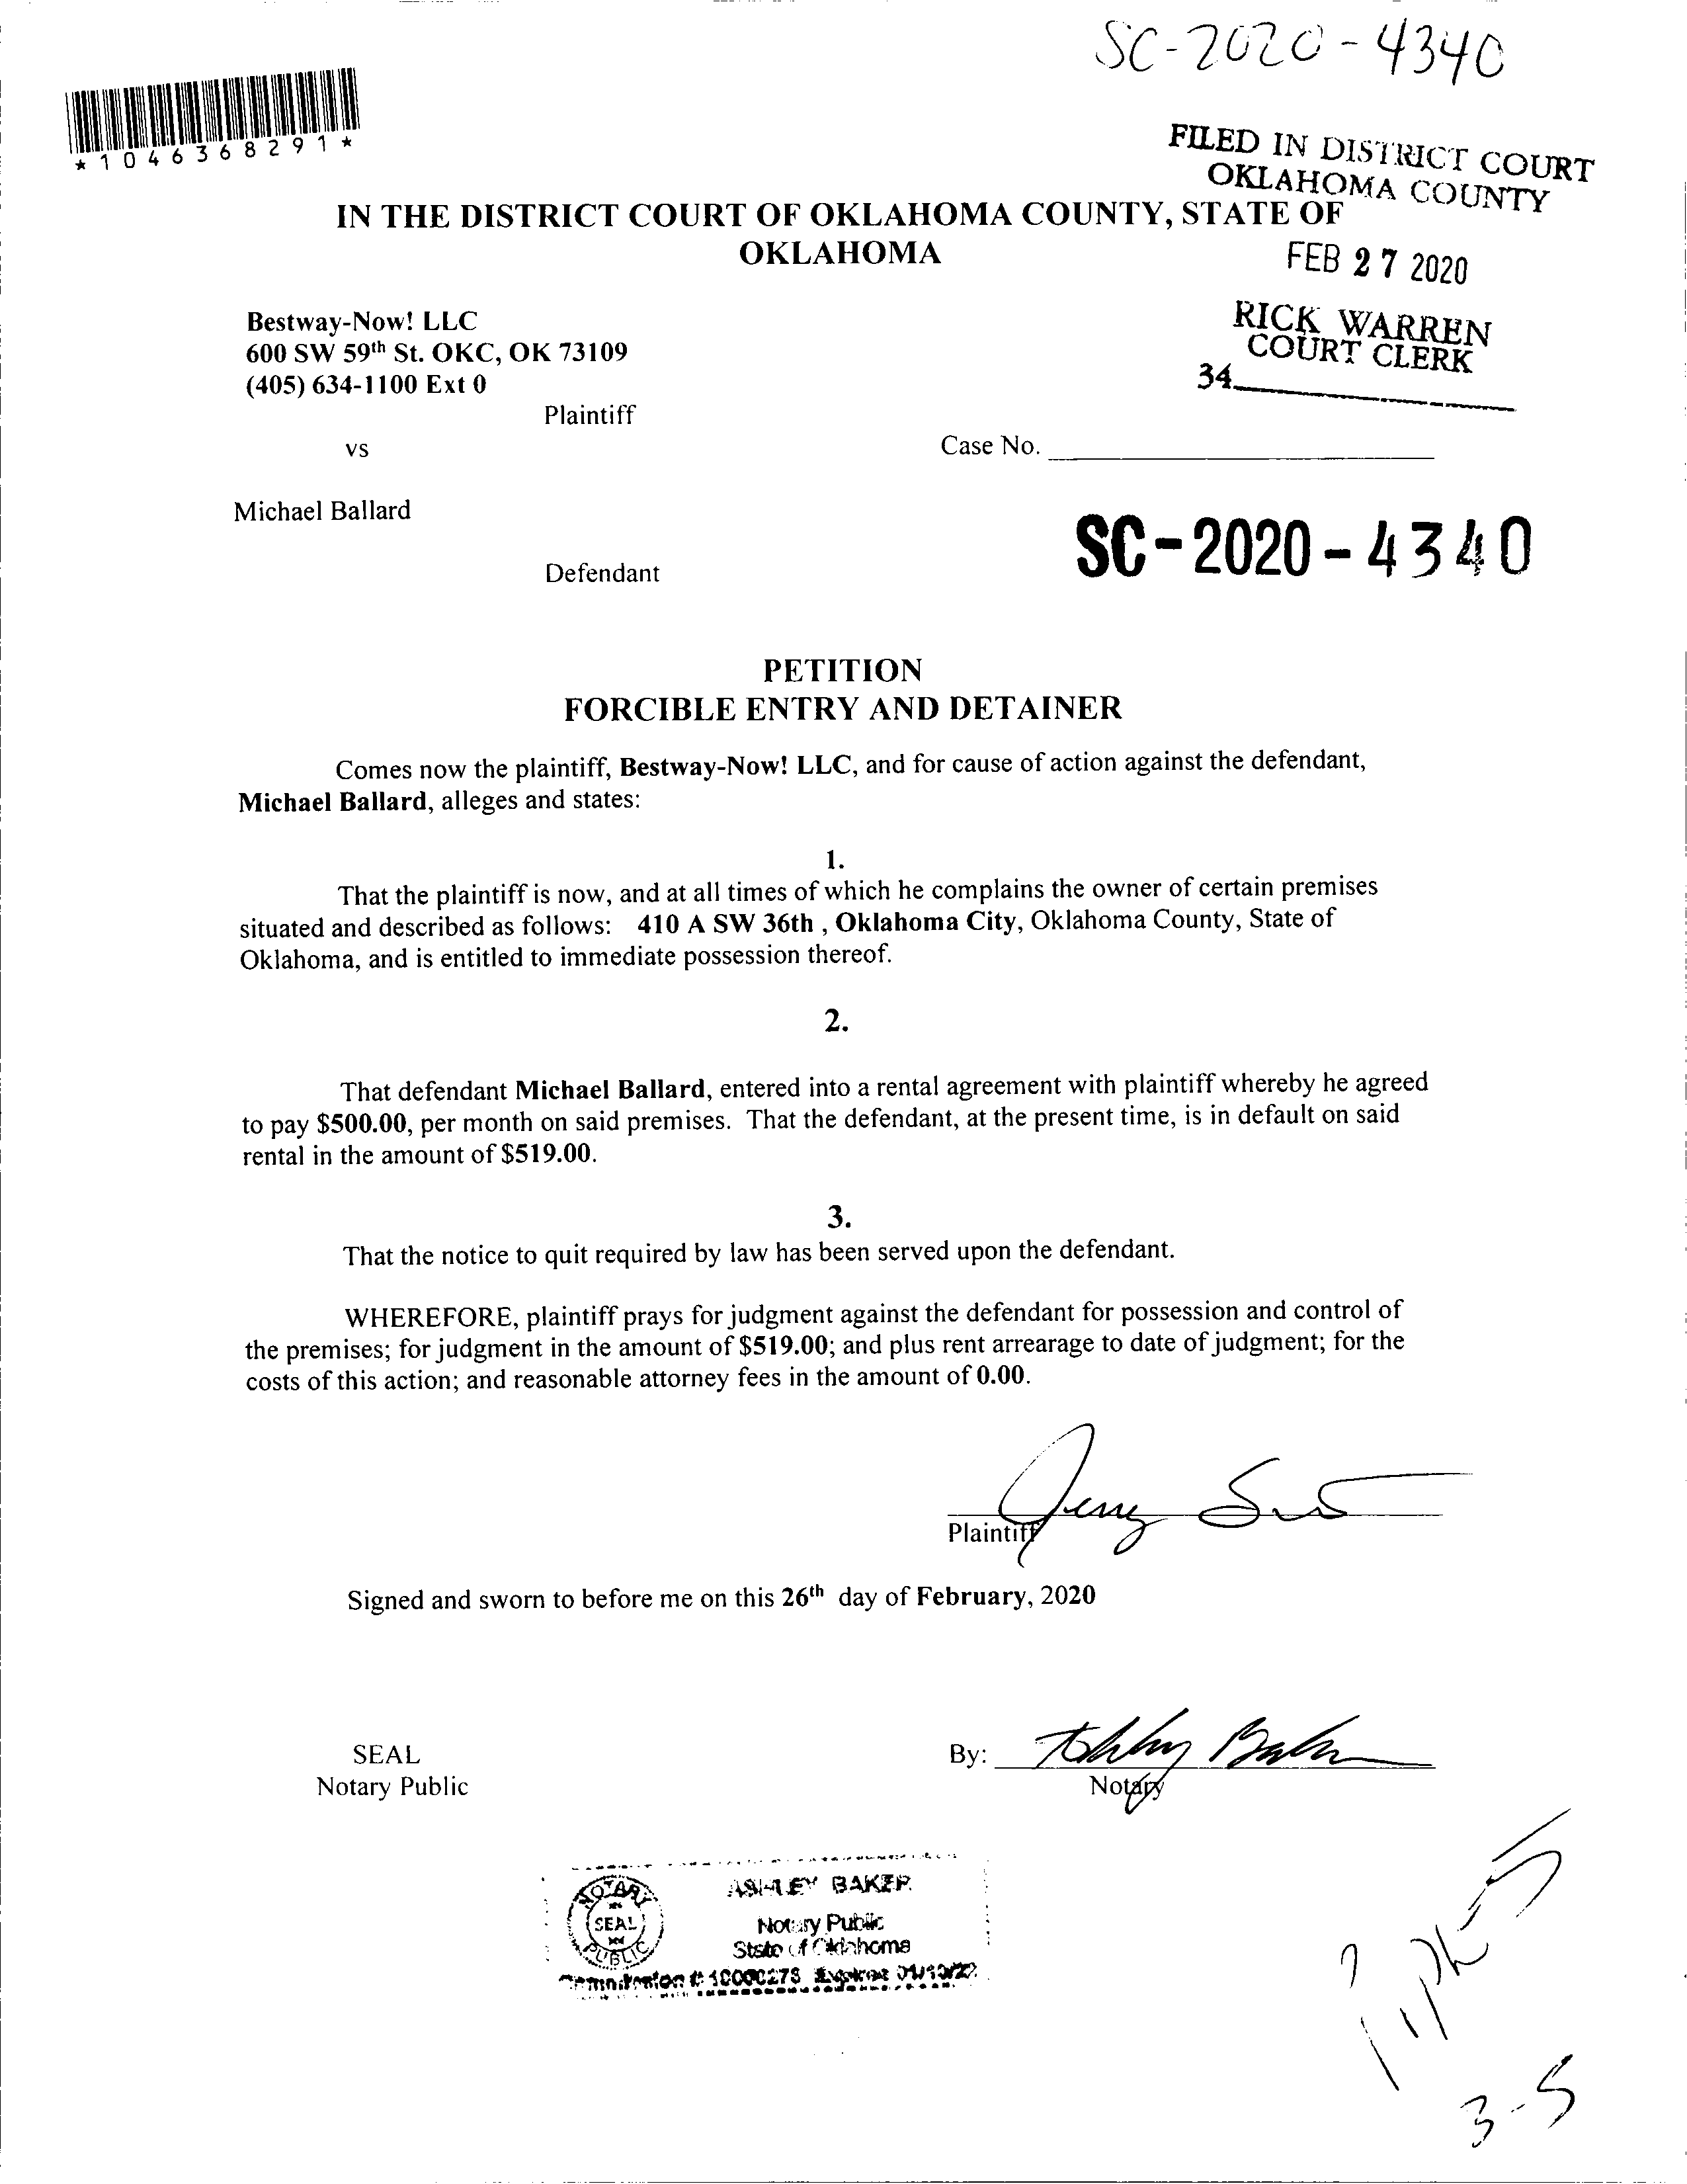 SC-2020-4340
*1046368291*
FILED IN DISTRICT COURT
OKLAHOMA COUNTY
IN THE DISTRICT COURT OF OKLAHOMA COUNTY, STATE OF
OKLAHOMA
FEB 27 2020
Bestway-Now! LLC
600 SW 59th St. OKC, OK 73109
(405) 634-1100 Ext 0
RICK WARREN
COURT CLERK
34
Plaintiff
vs
Case No.
Michael Ballard
SC-2020-4340
Defendant
PETITION
FORCIBLE ENTRY AND DETAINER
Comes now the plaintiff, Bestway-Now! LLC, and for cause of action against the defendant,
Michael Ballard, alleges and states:
1.
That the plaintiff is now, and at all times of which he complains the owner of certain premises
situated and described as follows: 410 A SW 36th , Oklahoma City, Oklahoma County, State of
Oklahoma, and is entitled to immediate possession thereof.
2.
That defendant Michael Ballard, entered into a rental agreement with plaintiff whereby he agreed
to pay $500.00, per month on said premises. That the defendant, at the present time, is in default on said
rental in the amount of $519.00.
3.
That the notice to quit required by law has been served upon the defendant.
WHEREFORE, plaintiff prays for judgment against the defendant for possession and control of
the premises; for judgment in the amount of $519.00; and plus rent arrearage to date of judgment; for the
costs of this action; and reasonable attorney fees in the amount of 0.00.
Jerry
Plaintiff
Signed and sworn to before me on this 26th day of February, 2020
SEAL
By: Ashley Baker
Notary Public
Notary
ASHLEY BAKER
NOTARY SEAL PUBLIC
Notary Public
State of Oklahoma
Commission # 10000278 Expires 01/10/22
3-5